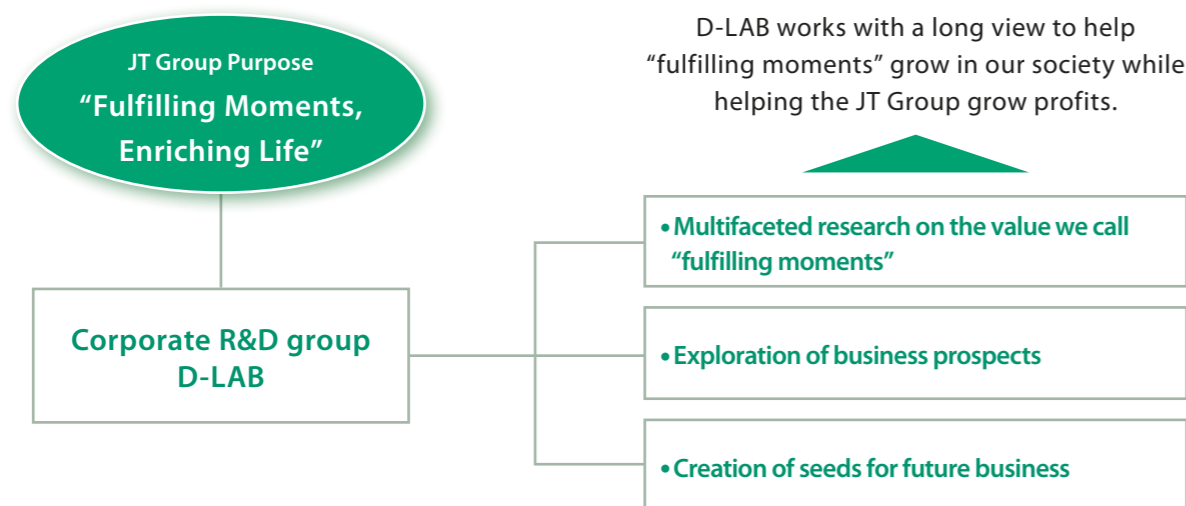 JT Group Purpose
“Fulfilling Moments,
Enriching Life”
Corporate R&D group
D-LAB
D-LAB works with a long view to help
“fulfilling moments” grow in our society while
helping the JT Group grow profits.
• Multifaceted research on the value we call
“fulfilling moments”
• Exploration of business prospects
• Creation of seeds for future business